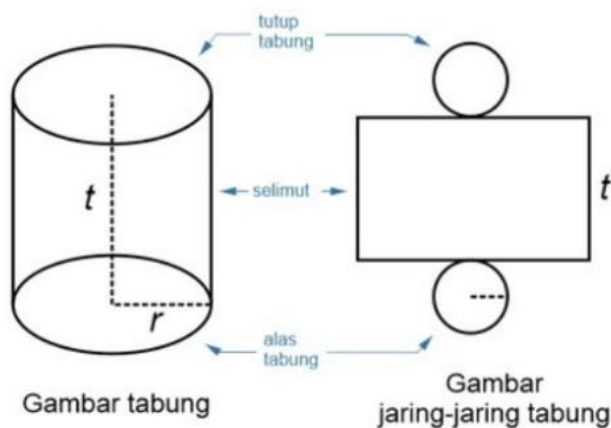 tutup
tabung
t
selimut
t
r
alas
tabung
Gambar tabung
Gambar
jaring-jaring tabung